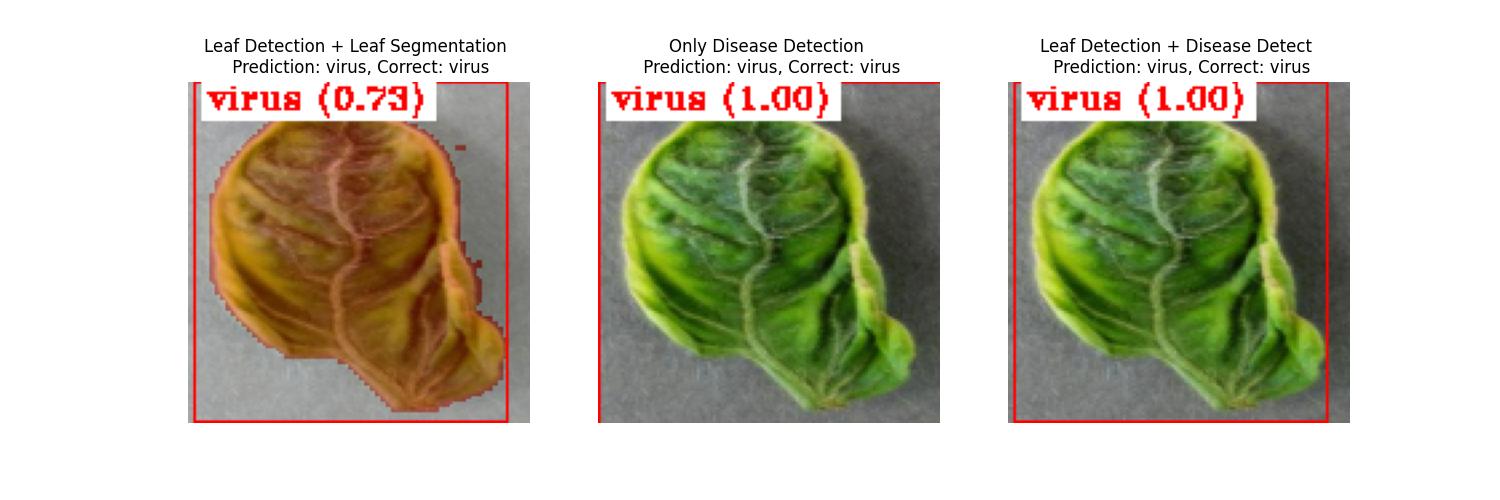 Leaf Detection + Leaf Segmentation
Prediction: virus, Correct: virus
virus (0.73)
Only Disease Detection
Prediction: virus, Correct: virus
virus (1.00)
Leaf Detection + Disease Detect
Prediction: virus, Correct: virus
virus (1.00)